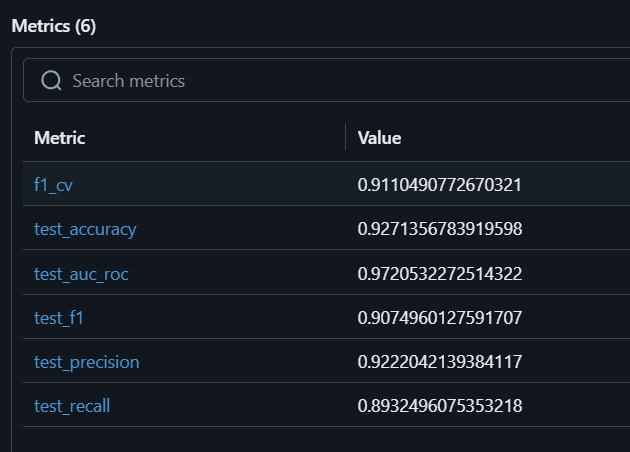 Metrics (6)
Search metrics
Metric Value
f1_cv 0.9110490772670321
test_accuracy 0.9271356783919598
test_auc_roc 0.9720532272514322
test_f1 0.9074960127591707
test_precision 0.9222042139384117
test_recall 0.8932496075353218